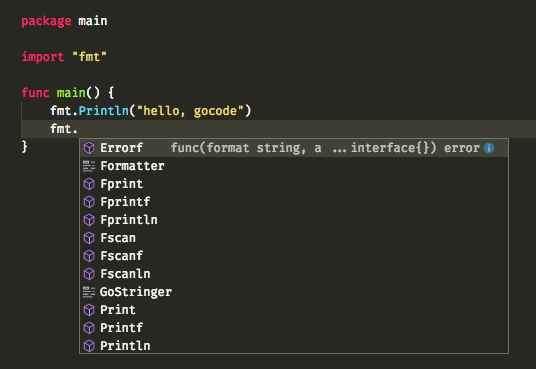 package main
import "fmt"
func main() {
fmt.Println("hello, gocode")
fmt.
}
Errorf func(format string, a ...interface{}) error
Formatter
Fprint
Fprintf
Fprintln
Fscan
Fscanf
Fscanln
GoStringer
Print
Printf
Println